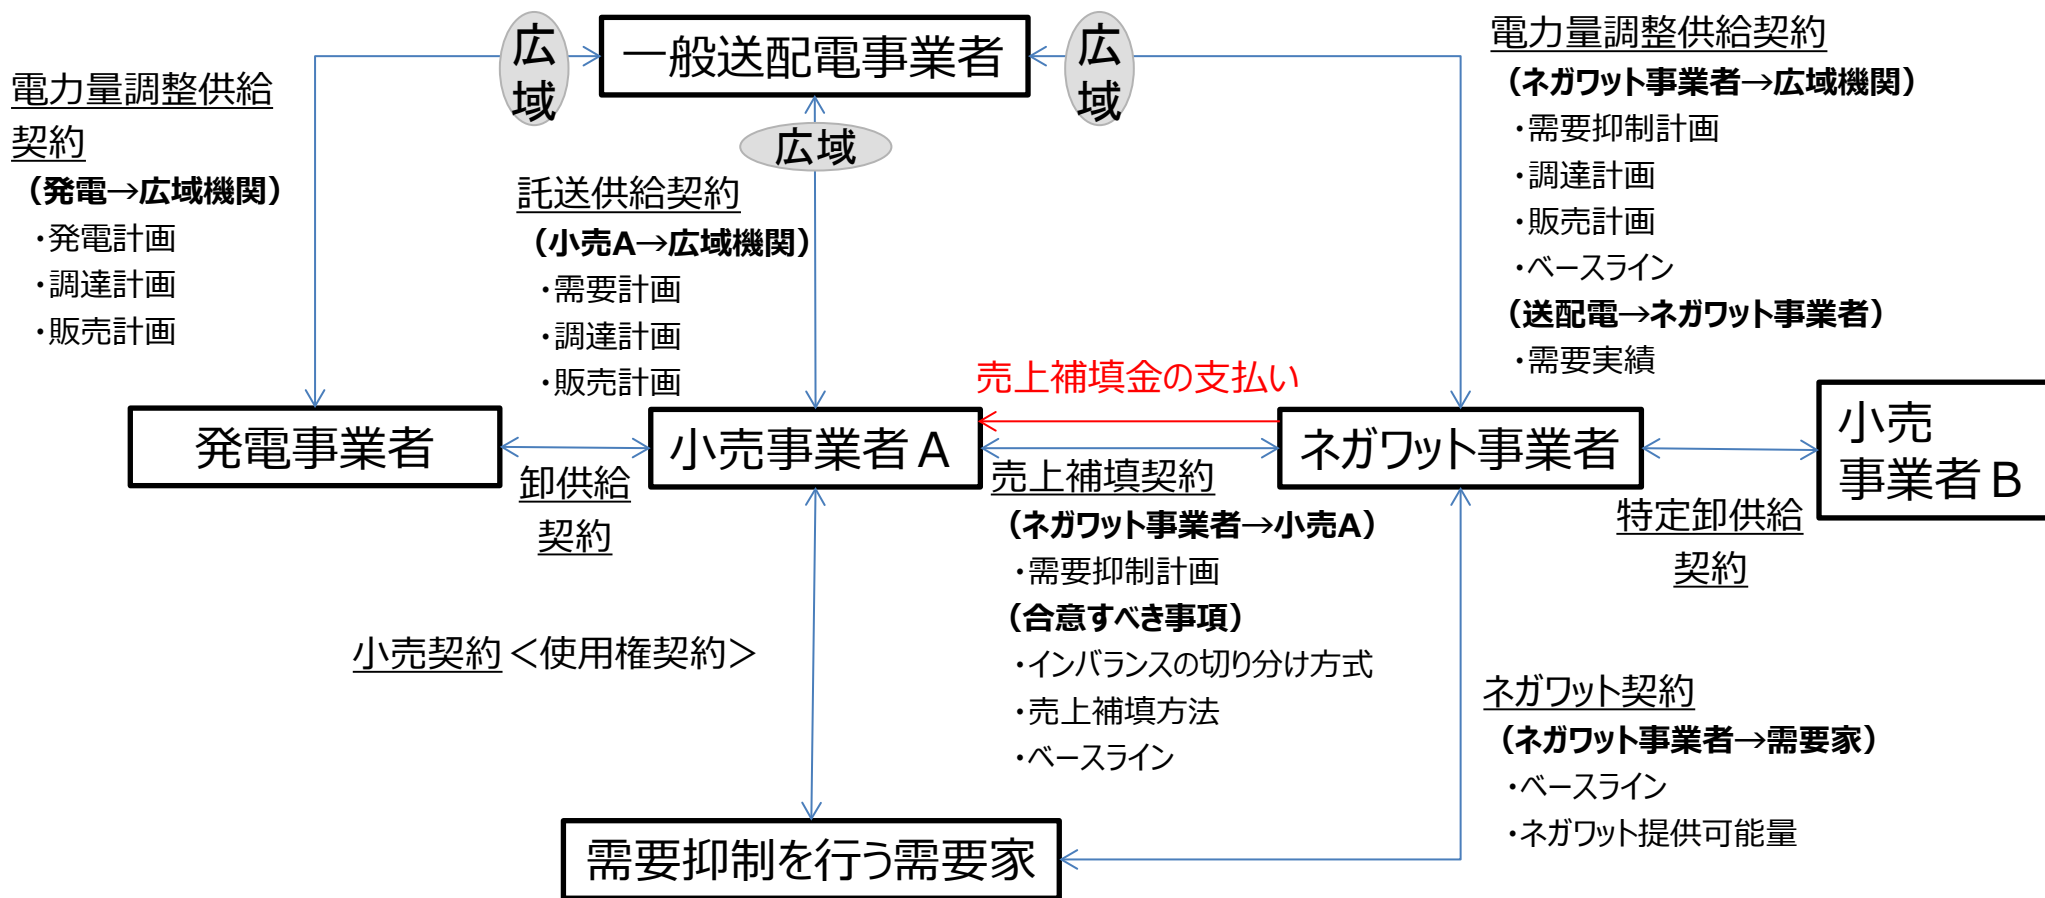 広
域
一般送配電事業者
広
域
広域
電力量調整供給
契約
（発電→広域機関）
・発電計画
・調達計画
・販売計画
託送供給契約
（小売A→広域機関）
・需要計画
・調達計画
・販売計画
電力量調整供給契約
（ネガワット事業者→広域機関）
・需要抑制計画
・調達計画
・販売計画
・ベースライン
（送配電→ネガワット事業者）
・需要実績
売上補填金の支払い
発電事業者
卸供給
契約
小売事業者Ａ
売上補填契約
（ネガワット事業者→小売A）
・需要抑制計画
（合意すべき事項）
・インバランスの切り分け方式
・売上補填方法
・ベースライン
ネガワット事業者
特定卸供給
契約
小売
事業者Ｂ
小売契約＜使用権契約＞
ネガワット契約
（ネガワット事業者→需要家）
・ベースライン
・ネガワット提供可能量
需要抑制を行う需要家